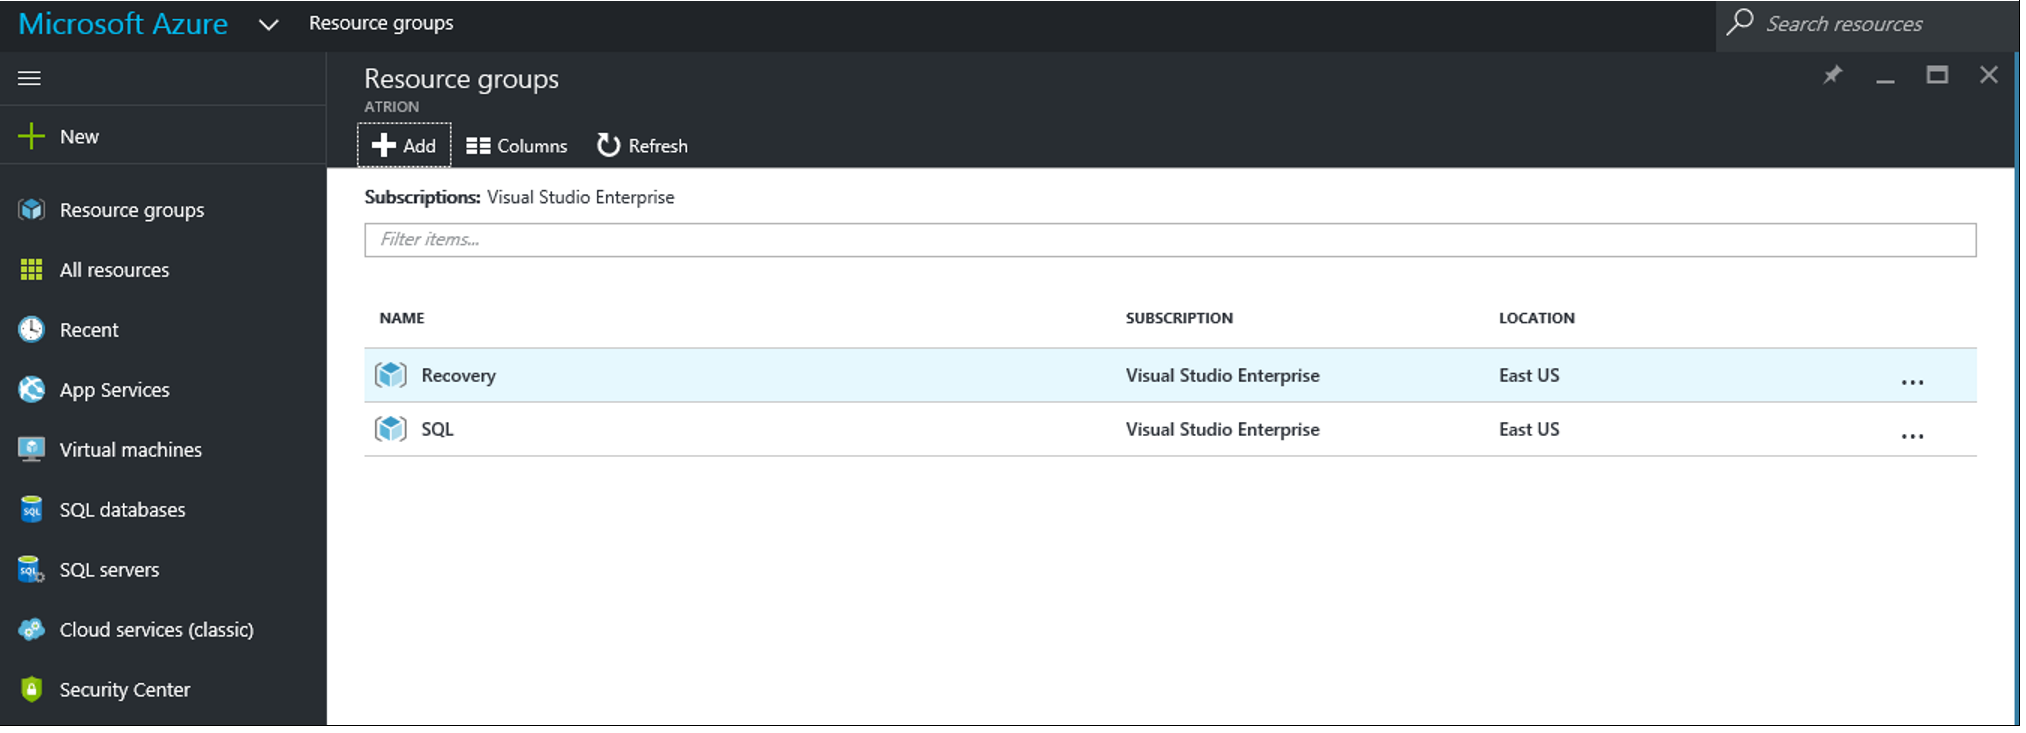 Microsoft Azure Resource groups Search resources
Resource groups
ATRION
Add Columns Refresh
New
Subscriptions: Visual Studio Enterprise
Filter items...
Resource groups
All resources
Recent
App Services
Virtual machines
SQL databases
SQL servers
Cloud services (classic)
Security Center
NAME SUBSCRIPTION LOCATION
Recovery Visual Studio Enterprise East US ...
SQL Visual Studio Enterprise East US ...